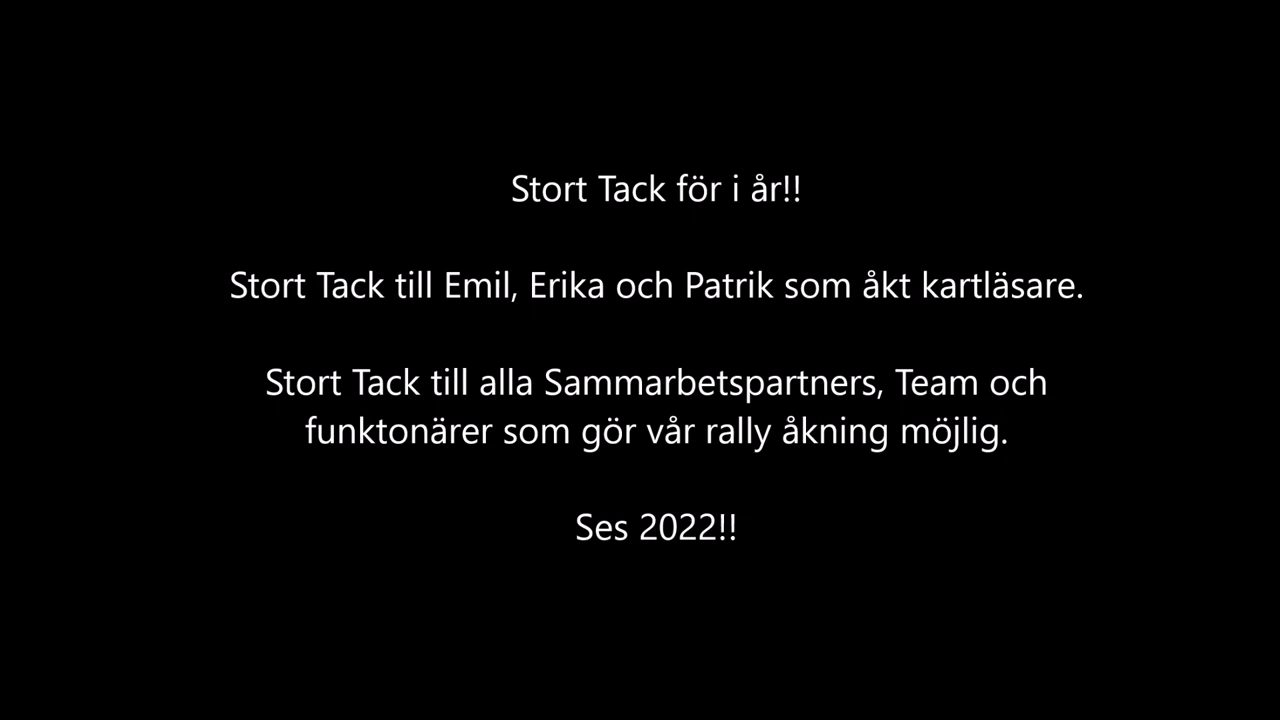 Stort Tack för i år!!
Stort Tack till Emil, Erika och Patrik som åkt kartläsare.
Stort Tack till alla Sammarbetspartners, Team och
funktonärer som gör vår rally åkning möjlig.
Ses 2022!!